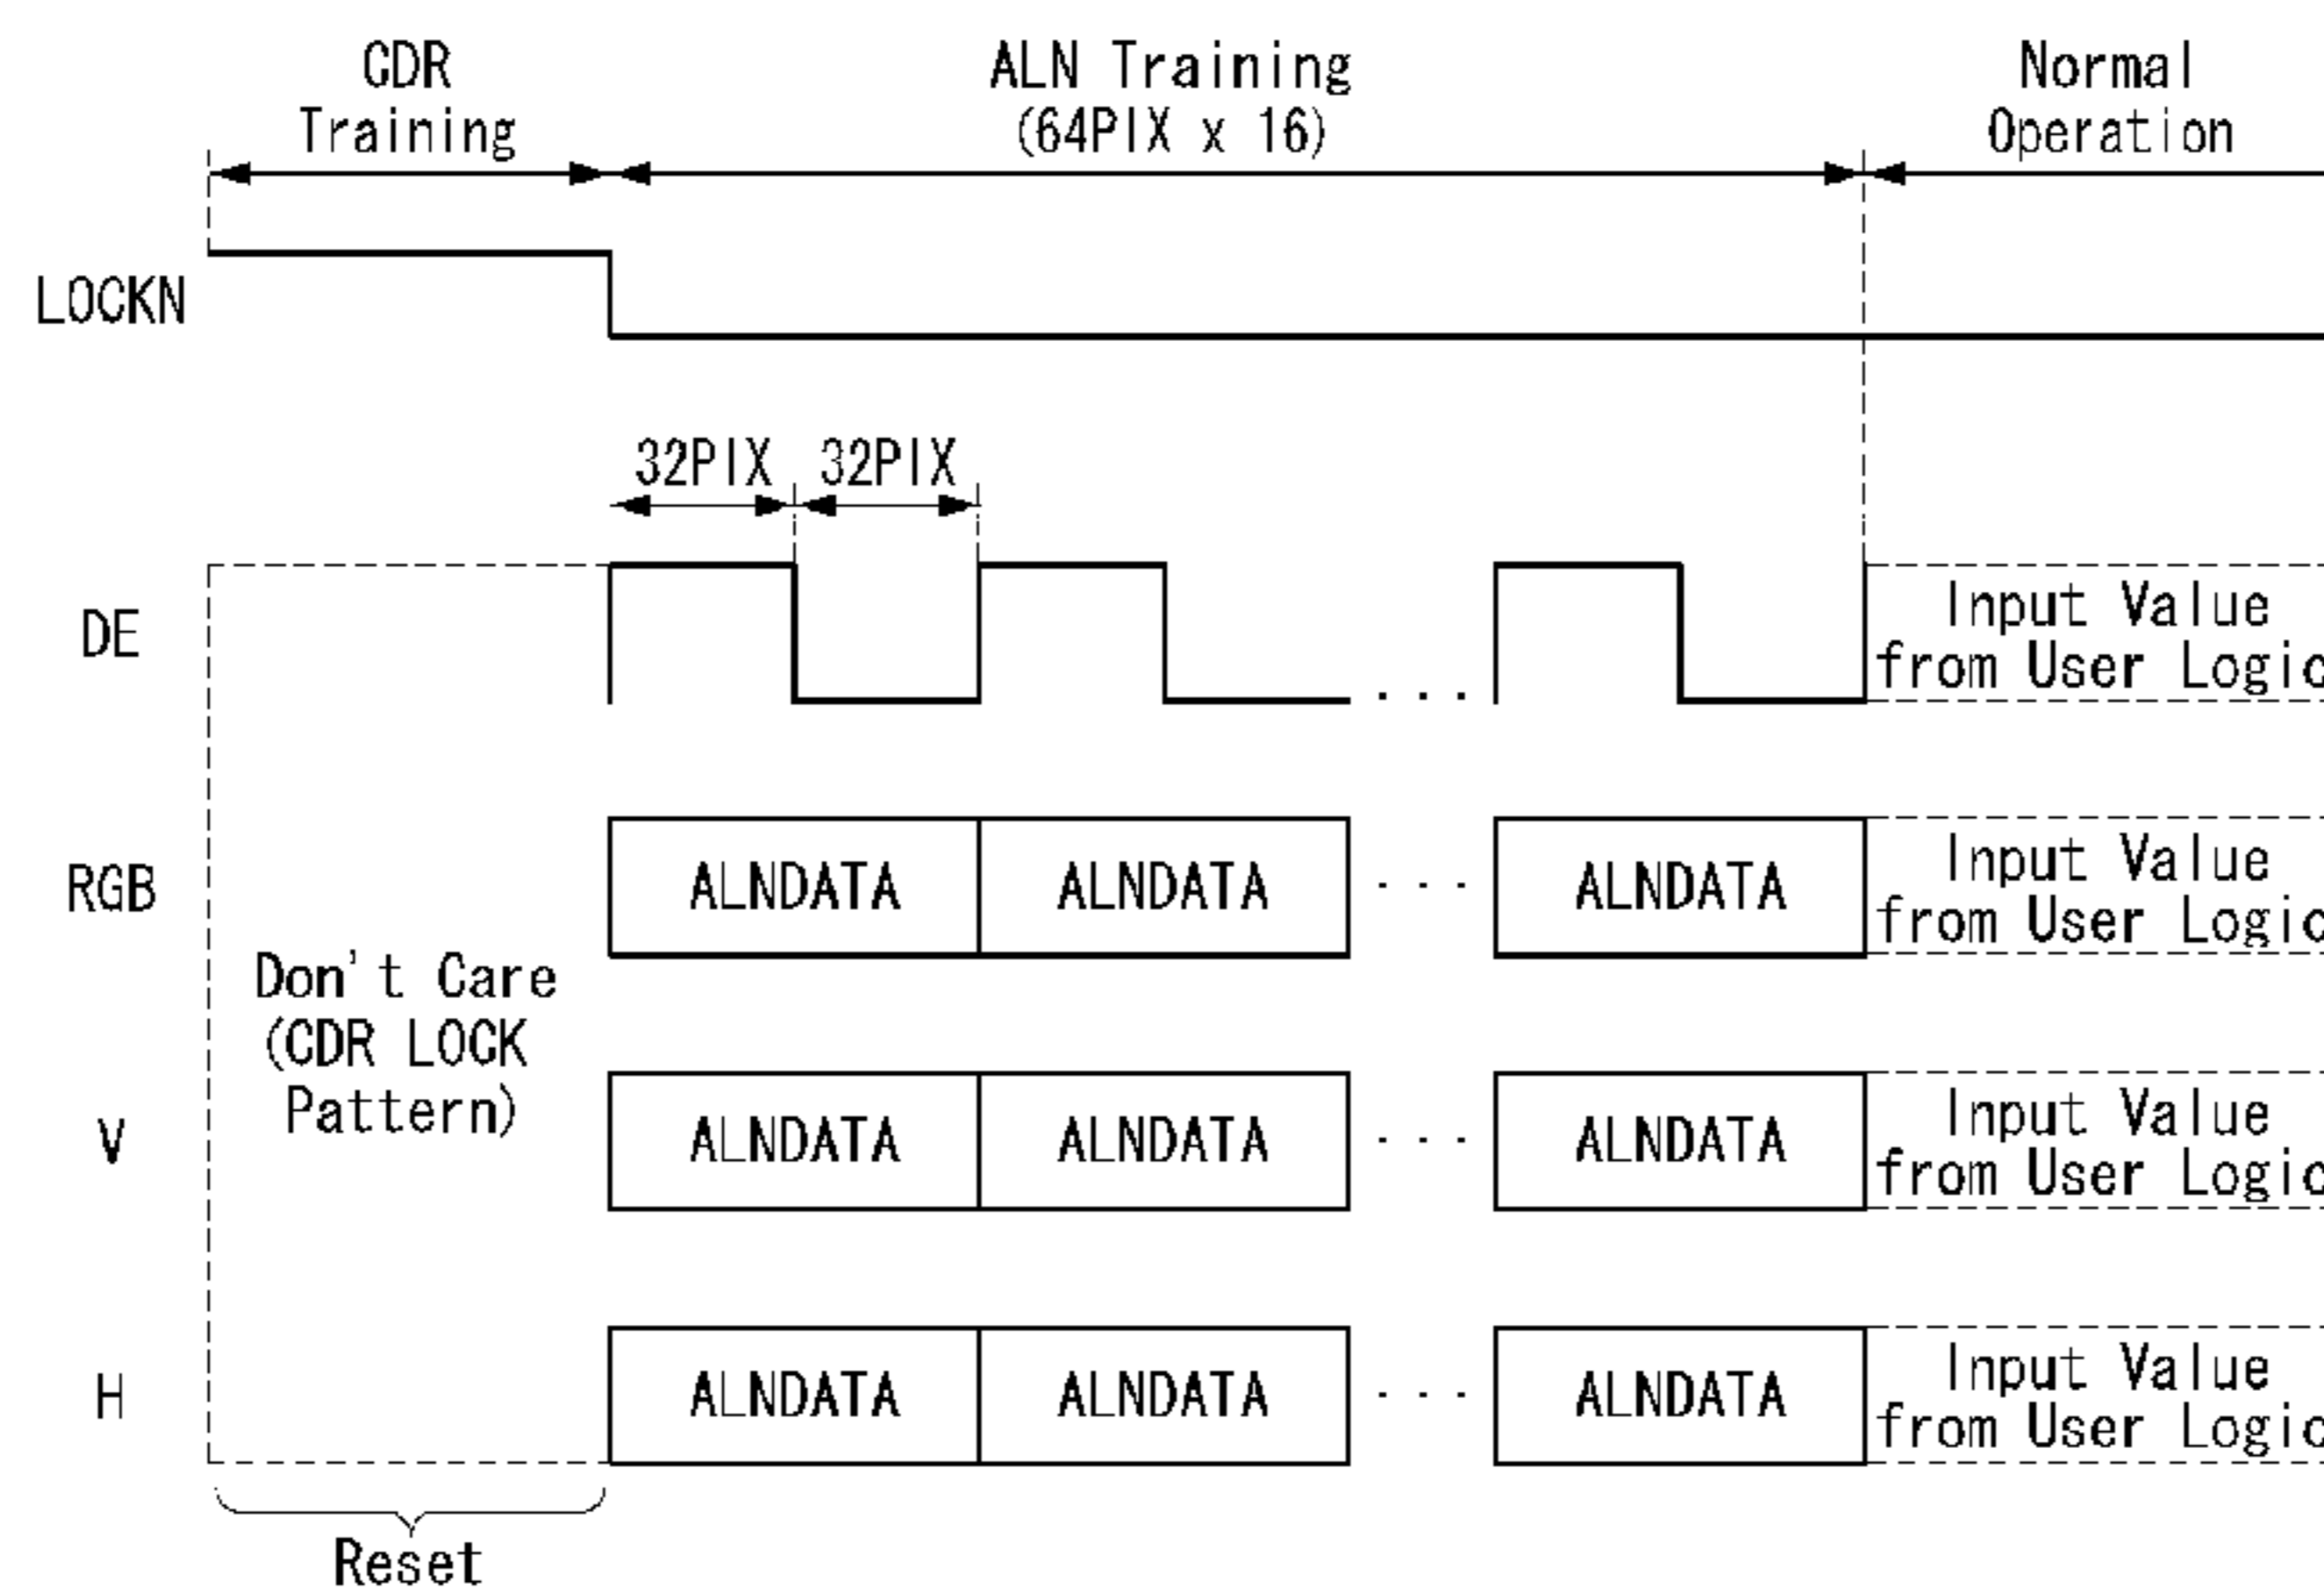 CDR
Training
ALN Training
(64PIX x 16)
Normal
Operation
LOCKN
32PIX 32PIX
DE
Input Value
from User Logic
RGB
ALNDATA ALNDATA ... ALNDATA
Input Value
from User Logic
Don't Care
(CDR LOCK
Pattern)
V
ALNDATA ALNDATA ... ALNDATA
Input Value
from User Logic
H
ALNDATA ALNDATA ... ALNDATA
Input Value
from User Logic
Reset